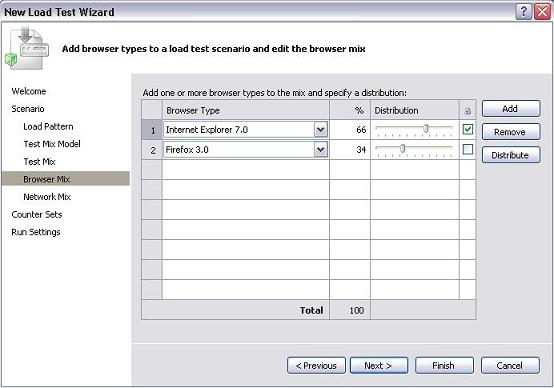 New Load Test Wizard
Add browser types to a load test scenario and edit the browser mix
Welcome
Scenario
Load Pattern
Test Mix Model
Test Mix
Browser Mix
Network Mix
Counter Sets
Run Settings
Add one or more browser types to the mix and specify a distribution:
Browser Type % Distribution
1 Internet Explorer 7.0 66
2 Firefox 3.0 34
Total 100
Add
Remove
Distribute
< Previous Next > Finish Cancel